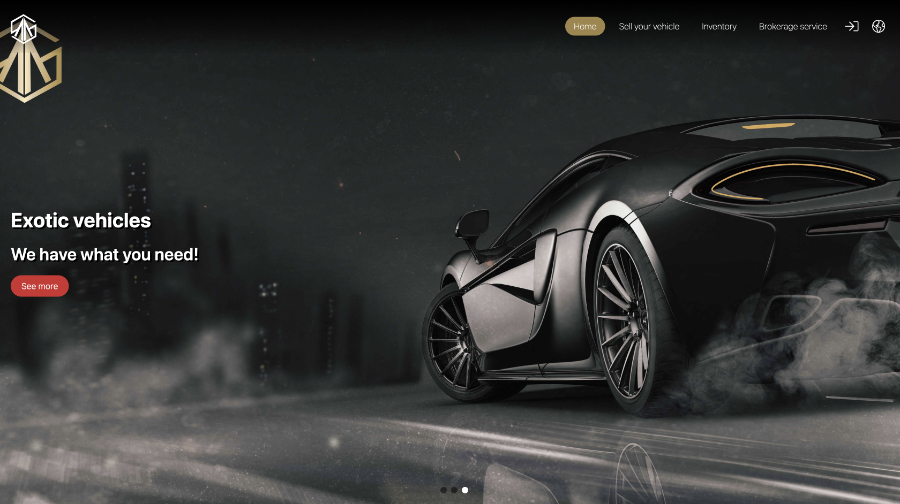 Home
Sell your vehicle
Inventory
Brokerage service
Exotic vehicles
We have what you need!
See more